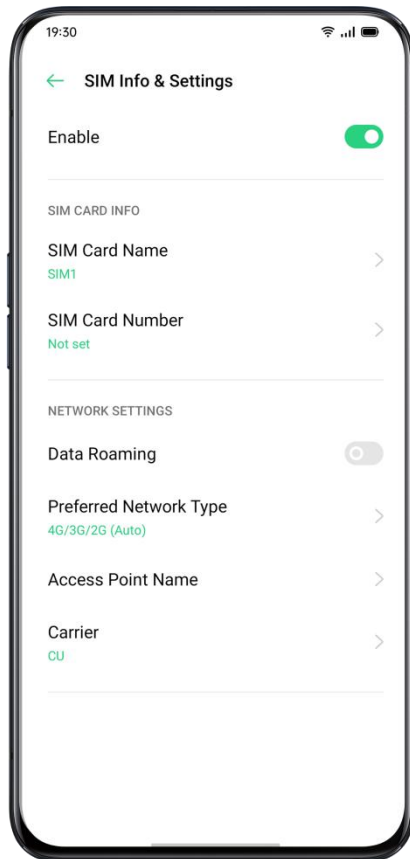 19:30
SIM Info & Settings
Enable
SIM CARD INFO
SIM Card Name
SIM1
SIM Card Number
Not set
NETWORK SETTINGS
Data Roaming
Preferred Network Type
4G/3G/2G (Auto)
Access Point Name
Carrier
CU